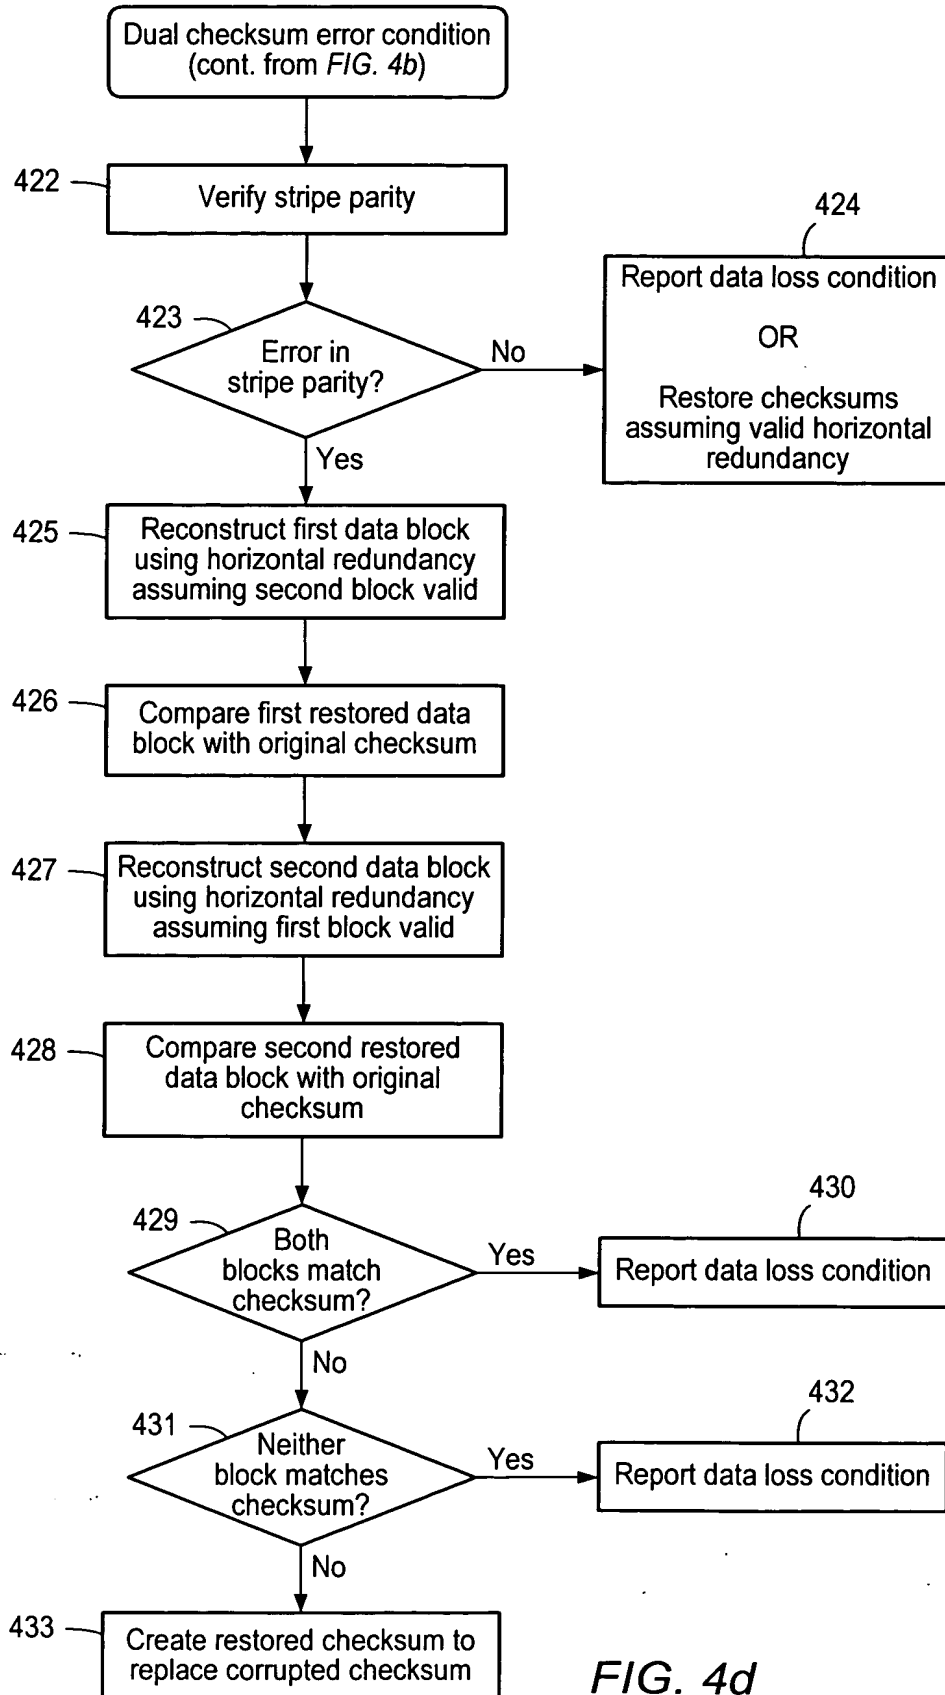 Dual checksum error condition
(cont. from FIG. 4b)
422
Verify stripe parity
424
Report data loss condition
OR
Restore checksums
assuming valid horizontal
redundancy
423
Error in
stripe parity?
No
Yes
425
Reconstruct first data block
using horizontal redundancy
assuming second block valid
426
Compare first restored data
block with original checksum
427
Reconstruct second data block
using horizontal redundancy
assuming first block valid
428
Compare second restored
data block with original
checksum
429
Both
blocks match
checksum?
Yes
430
Report data loss condition
No
431
Neither
block matches
checksum?
Yes
432
Report data loss condition
No
433
Create restored checksum to
replace corrupted checksum
FIG. 4d